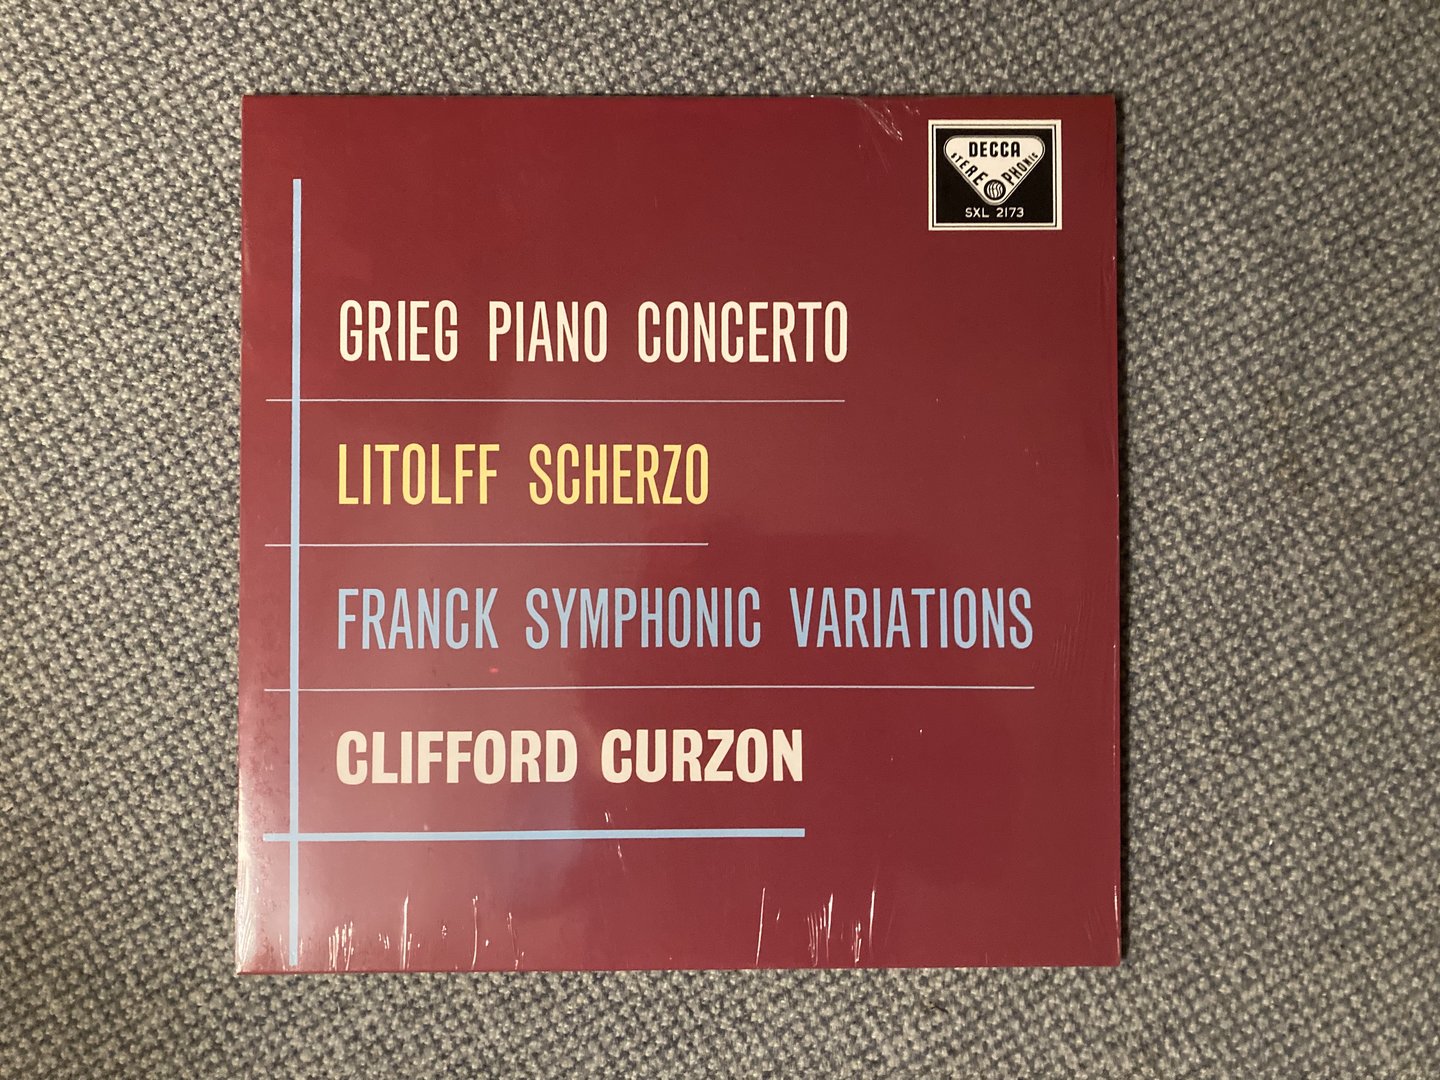 DECCA
STEREOPHONIC
SXL 2173
GRIEG PIANO CONCERTO
LITOLFF SCHERZO
FRANCK SYMPHONIC VARIATIONS
CLIFFORD CURZON